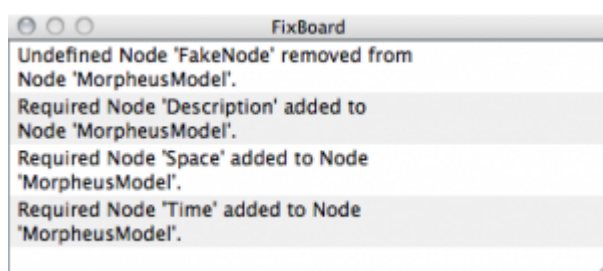 FixBoard
Undefined Node 'FakeNode' removed from
Node 'MorpheusModel'.
Required Node 'Description' added to
Node 'MorpheusModel'.
Required Node 'Space' added to Node
'MorpheusModel'.
Required Node 'Time' added to Node
'MorpheusModel'.